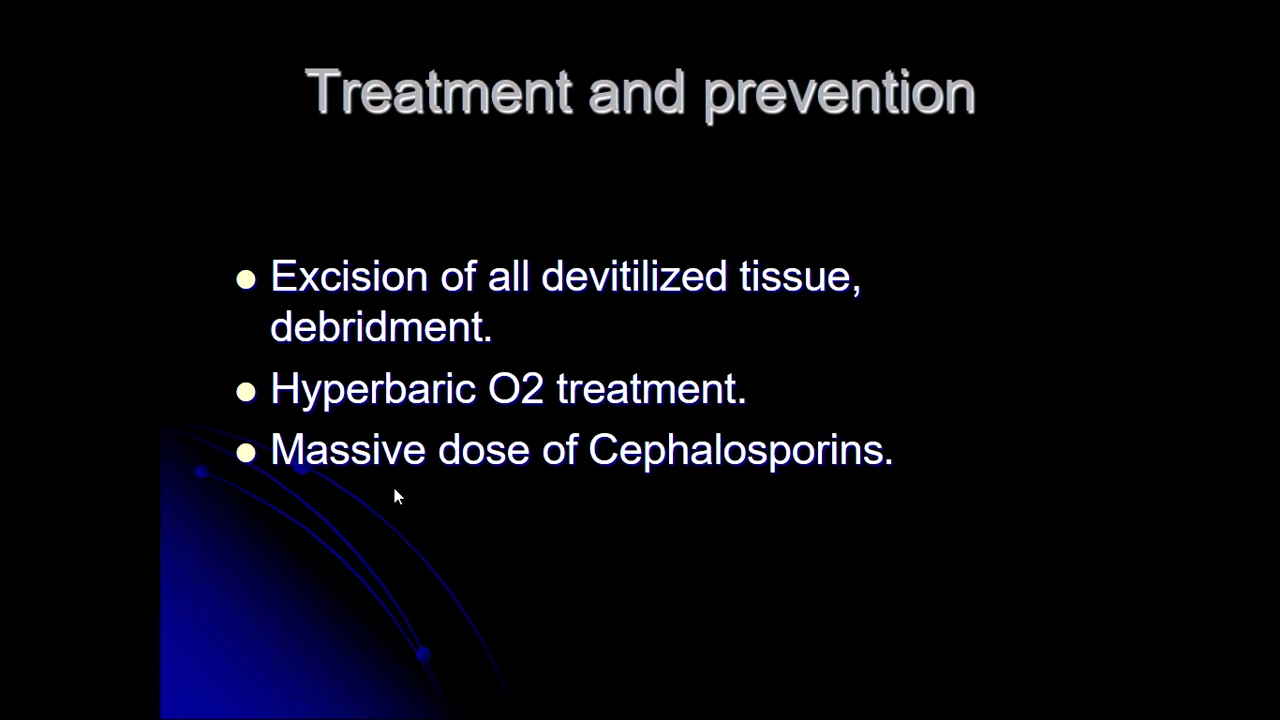 Treatment and prevention
Excision of all devitilized tissue,
debridment.
Hyperbaric O2 treatment.
Massive dose of Cephalosporins.